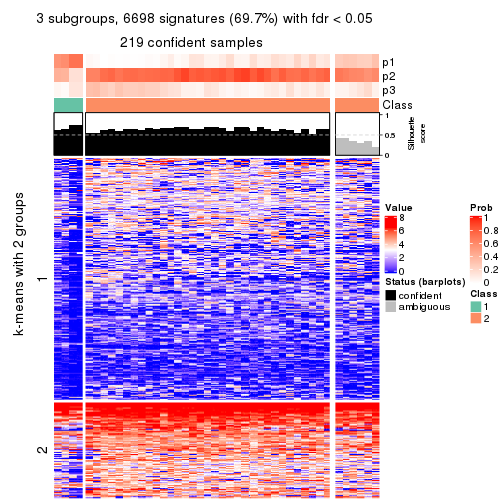 3 subgroups, 6698 signatures (69.7%) with fdr < 0.05
219 confident samples
p1
p2
p3
Class
1
0.5
0
Silhouette
score
k-means with 2 groups
1
2
Value
8
6
4
2
0
Status (barplots)
confident
ambiguous
Prob
1
0.8
0.6
0.4
0.2
0
Class
1
2